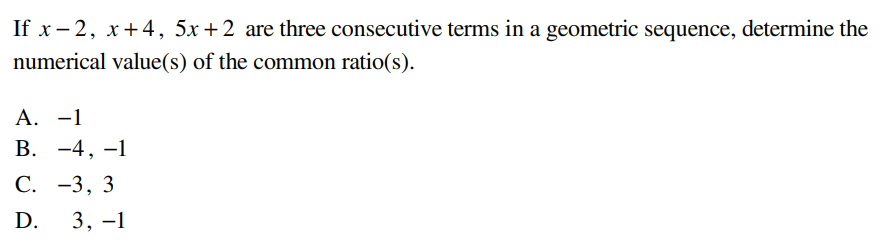 If x − 2, x + 4, 5x + 2 are three consecutive terms in a geometric sequence, determine the
numerical value(s) of the common ratio(s).
A. −1
B. −4, −1
C. −3, 3
D. 3, −1